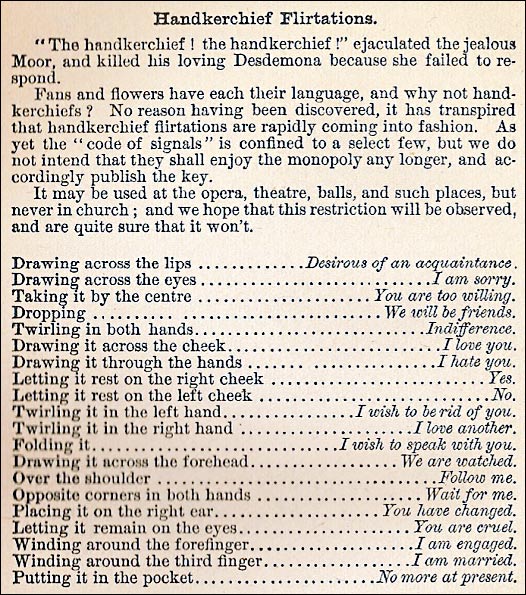 Handkerchief Flirtations.
"The handkerchief! the handkerchief!" ejaculated the jealous
Moor, and killed his loving Desdemona because she failed to re-
spond.
Fans and flowers have each their language, and why not hand-
kerchiefs? No reason having been discovered, it has transpired
that handkerchief flirtations are rapidly coming into fashion. As
yet the "code of signals" is confined to a select few, but we do
not intend that they shall enjoy the monopoly any longer, and ac-
cordingly publish the key.
It may be used at the opera, theatre, balls, and such places, but
never in church; and we hope that this restriction will be observed,
and are quite sure that it won't.
Drawing across the lips ............Desirous of an acquaintance.
Drawing across the eyes ..........................I am sorry.
Taking it by the centre ....................You are too willing.
Dropping ..............................We will be friends.
Twirling in both hands..........................Indifference.
Drawing it across the cheek......................I love you.
Drawing it through the hands ....................I hate you.
Letting it rest on the right cheek ........................Yes.
Letting it rest on the left cheek ..........................No.
Twirling it in the left hand..............I wish to be rid of you.
Twirling it in the right hand ..................I love another.
Folding it..............................I wish to speak with you.
Drawing it across the forehead................We are watched.
Over the shoulder ..............................Follow me.
Opposite corners in both hands ..................Wait for me.
Placing it on the right ear....................You have changed.
Letting it remain on the eyes....................You are cruel.
Winding around the forefinger..................I am engaged.
Winding around the third finger................I am married.
Putting it in the pocket....................No more at present.